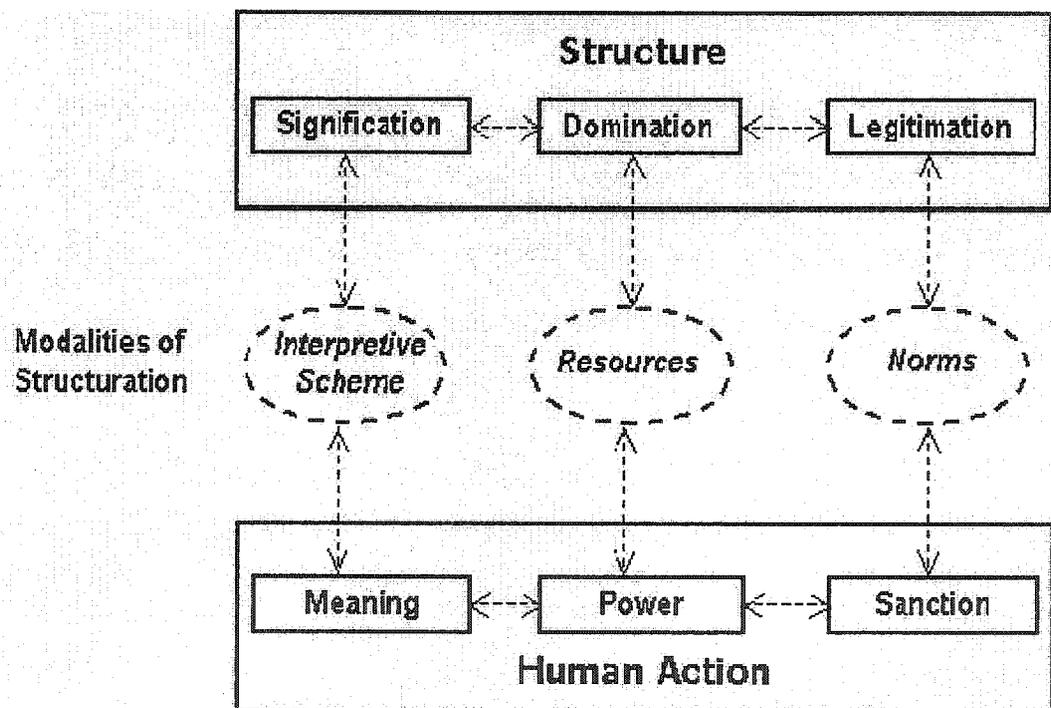 Structure
Signification
Domination
Legitimation
Modalities of
Structuration
Interpretive
Scheme
Resources
Norms
Meaning
Power
Sanction
Human Action